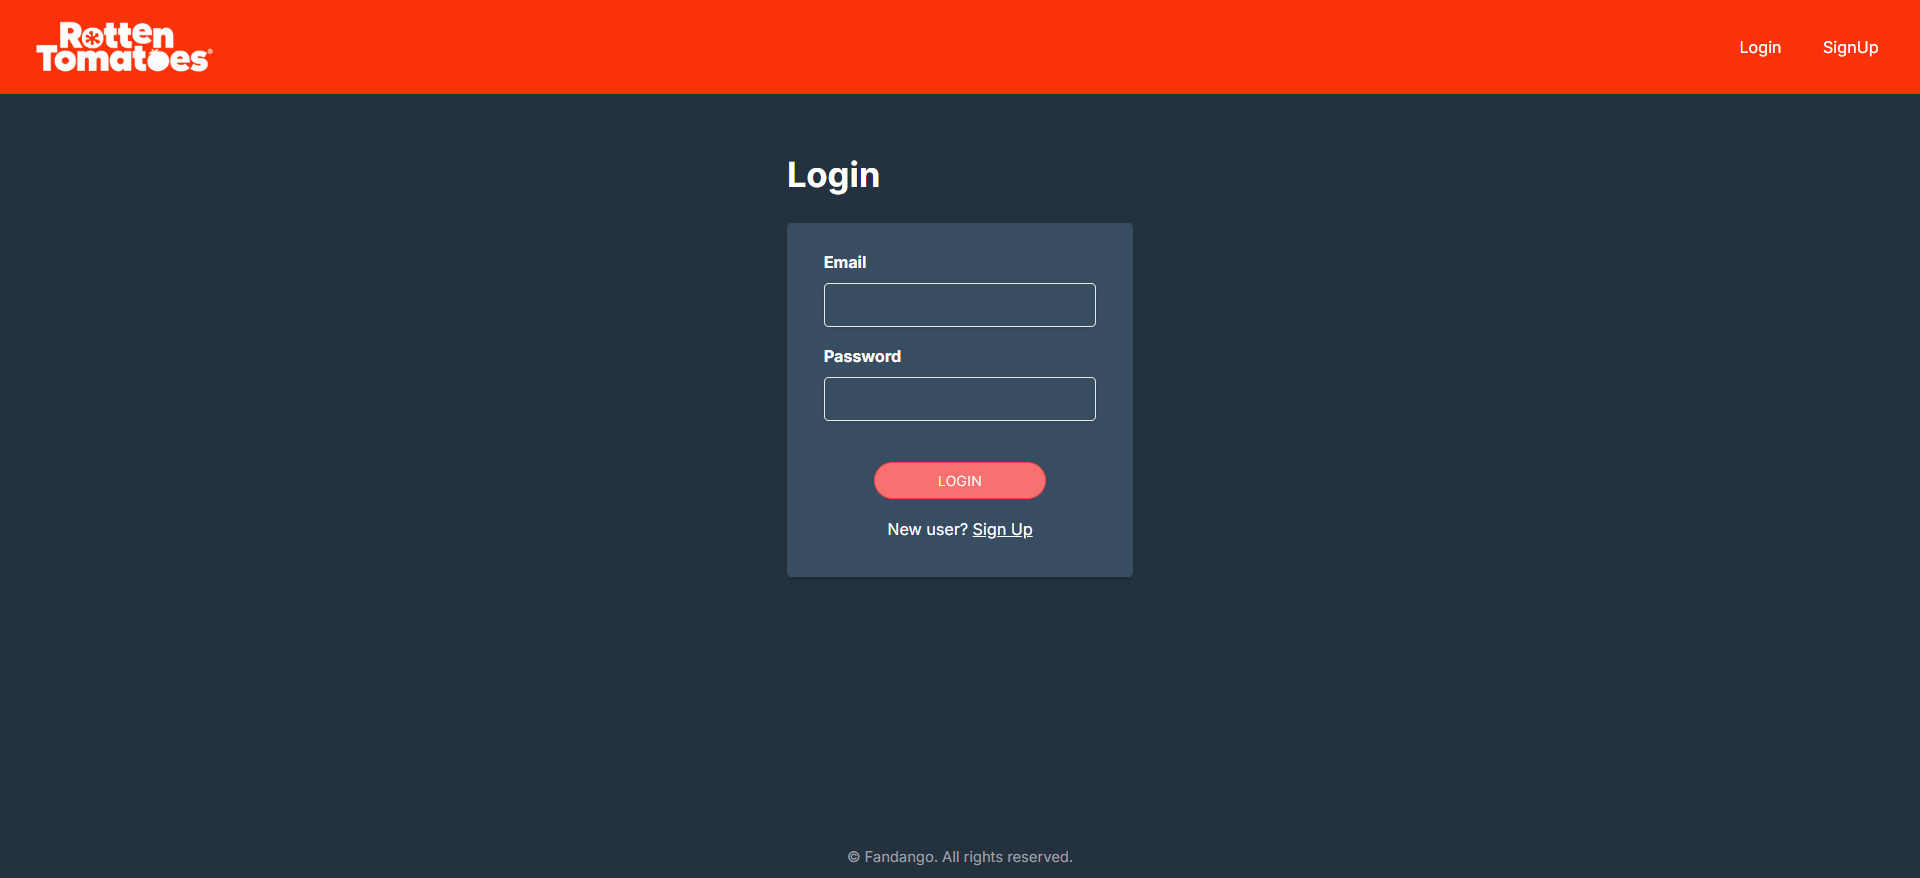 Rotten
Tomatoes®
Login
SignUp
Login
Email
Password
LOGIN
New user? Sign Up
© Fandango. All rights reserved.